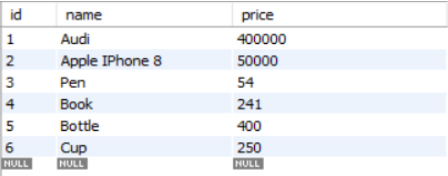 id name price
1 Audi 400000
2 Apple IPhone 8 50000
3 Pen 54
4 Book 241
5 Bottle 400
6 Cup 250
NULL NULL NULL